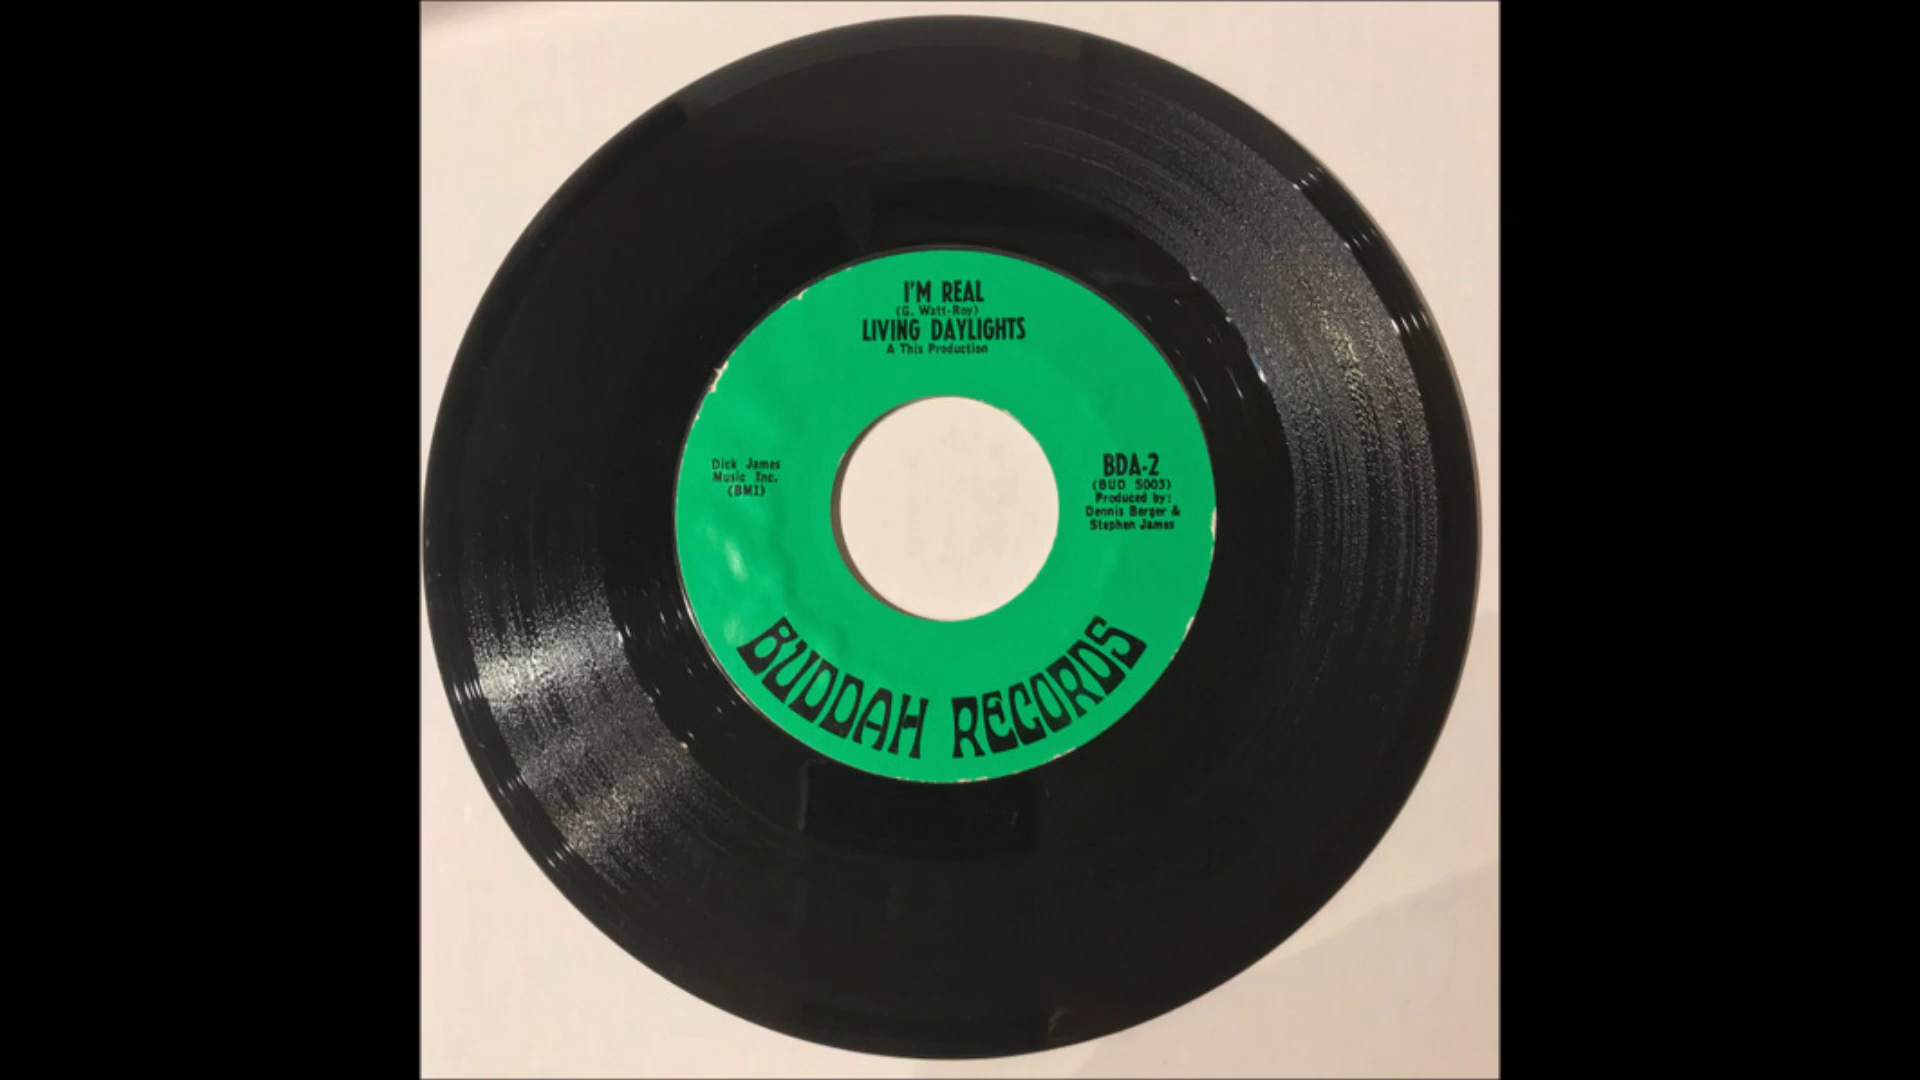 I'M REAL
(G. Watt-Roy)
LIVING DAYLIGHTS
A This Production
Dick James
Music Inc.
(BMI)
BDA-2
(BUD 5003)
Produced by:
Dennis Berger &
Stephen James
BUDDAH RECORDS